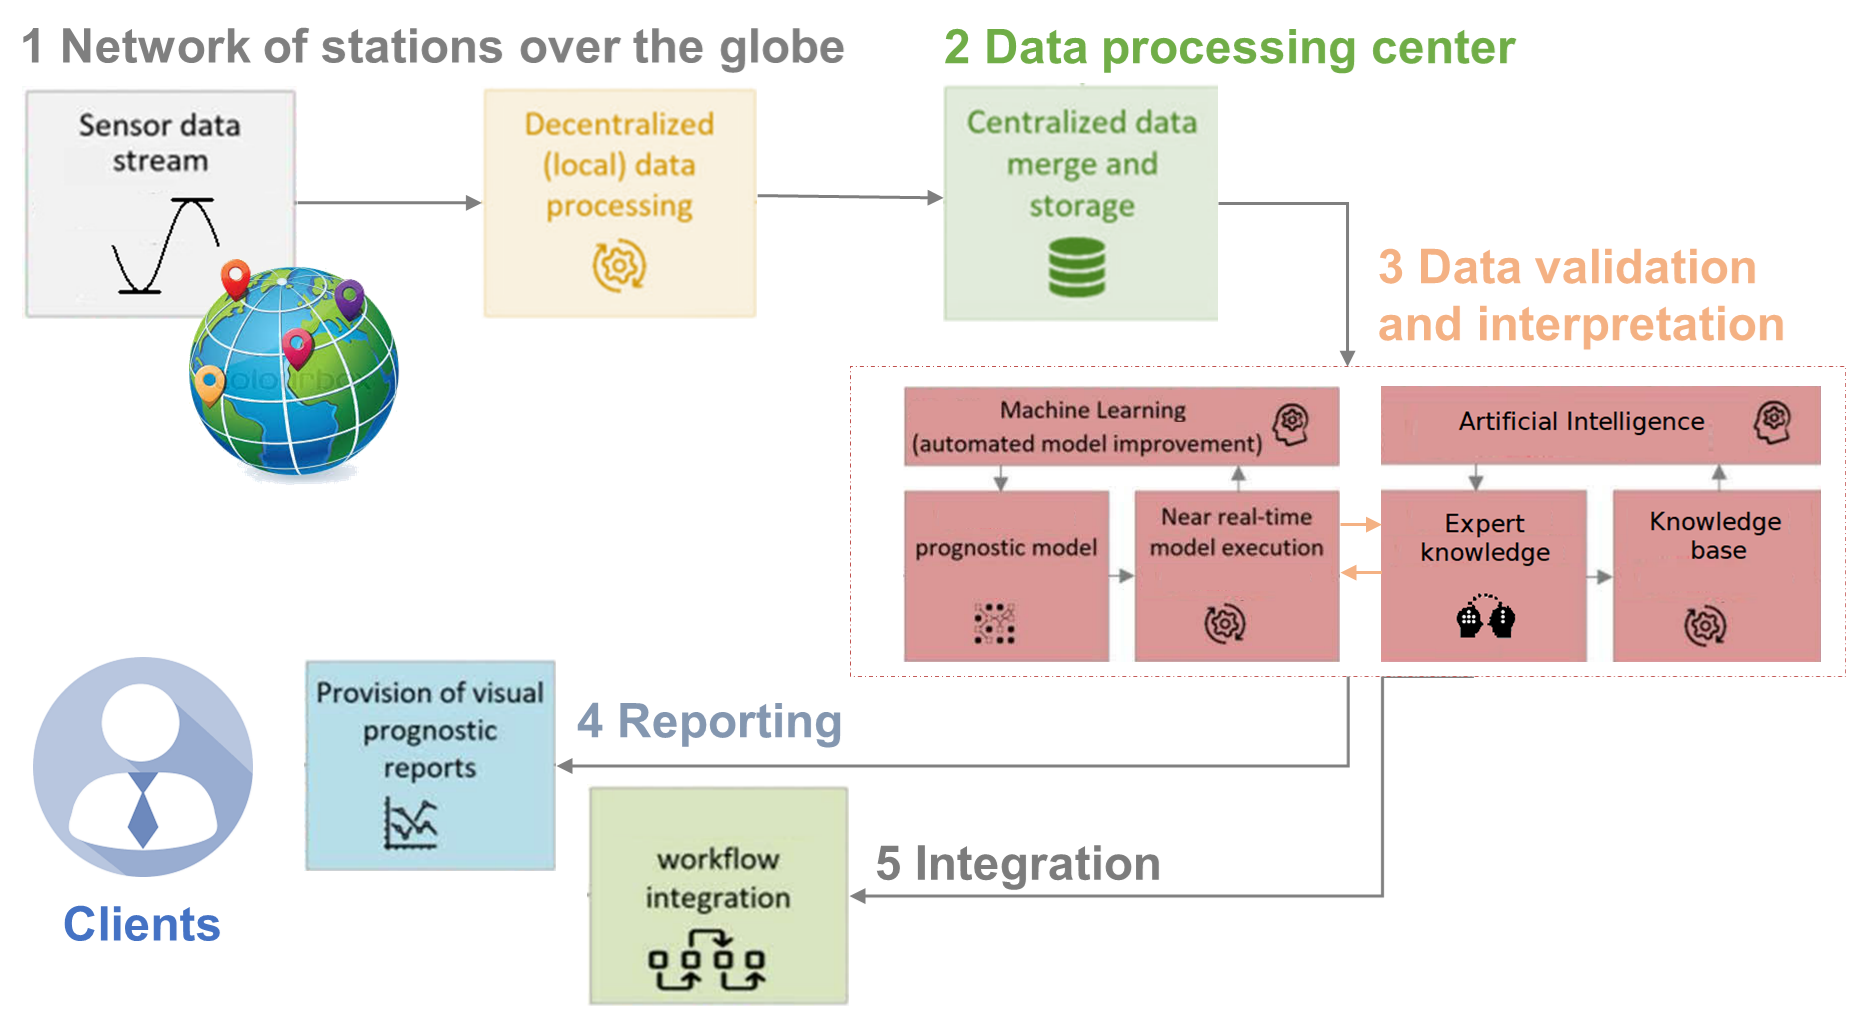 1 Network of stations over the globe
2 Data processing center
Sensor data
stream
Decentralized
(local) data
processing
Centralized data
merge and
storage
3 Data validation
and interpretation
Machine Learning
(automated model improvement)
Artificial Intelligence
prognostic model
Near real-time
model execution
Expert
knowledge
Knowledge
base
Provision of visual
prognostic
reports
4 Reporting
workflow
integration
5 Integration
Clients